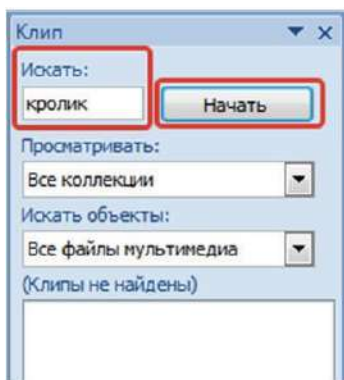 Клип
Искать:
кролик
Начать
Просматривать:
Все коллекции
Искать объекты:
Все файлы мультимедиа
(Клипы не найдены)